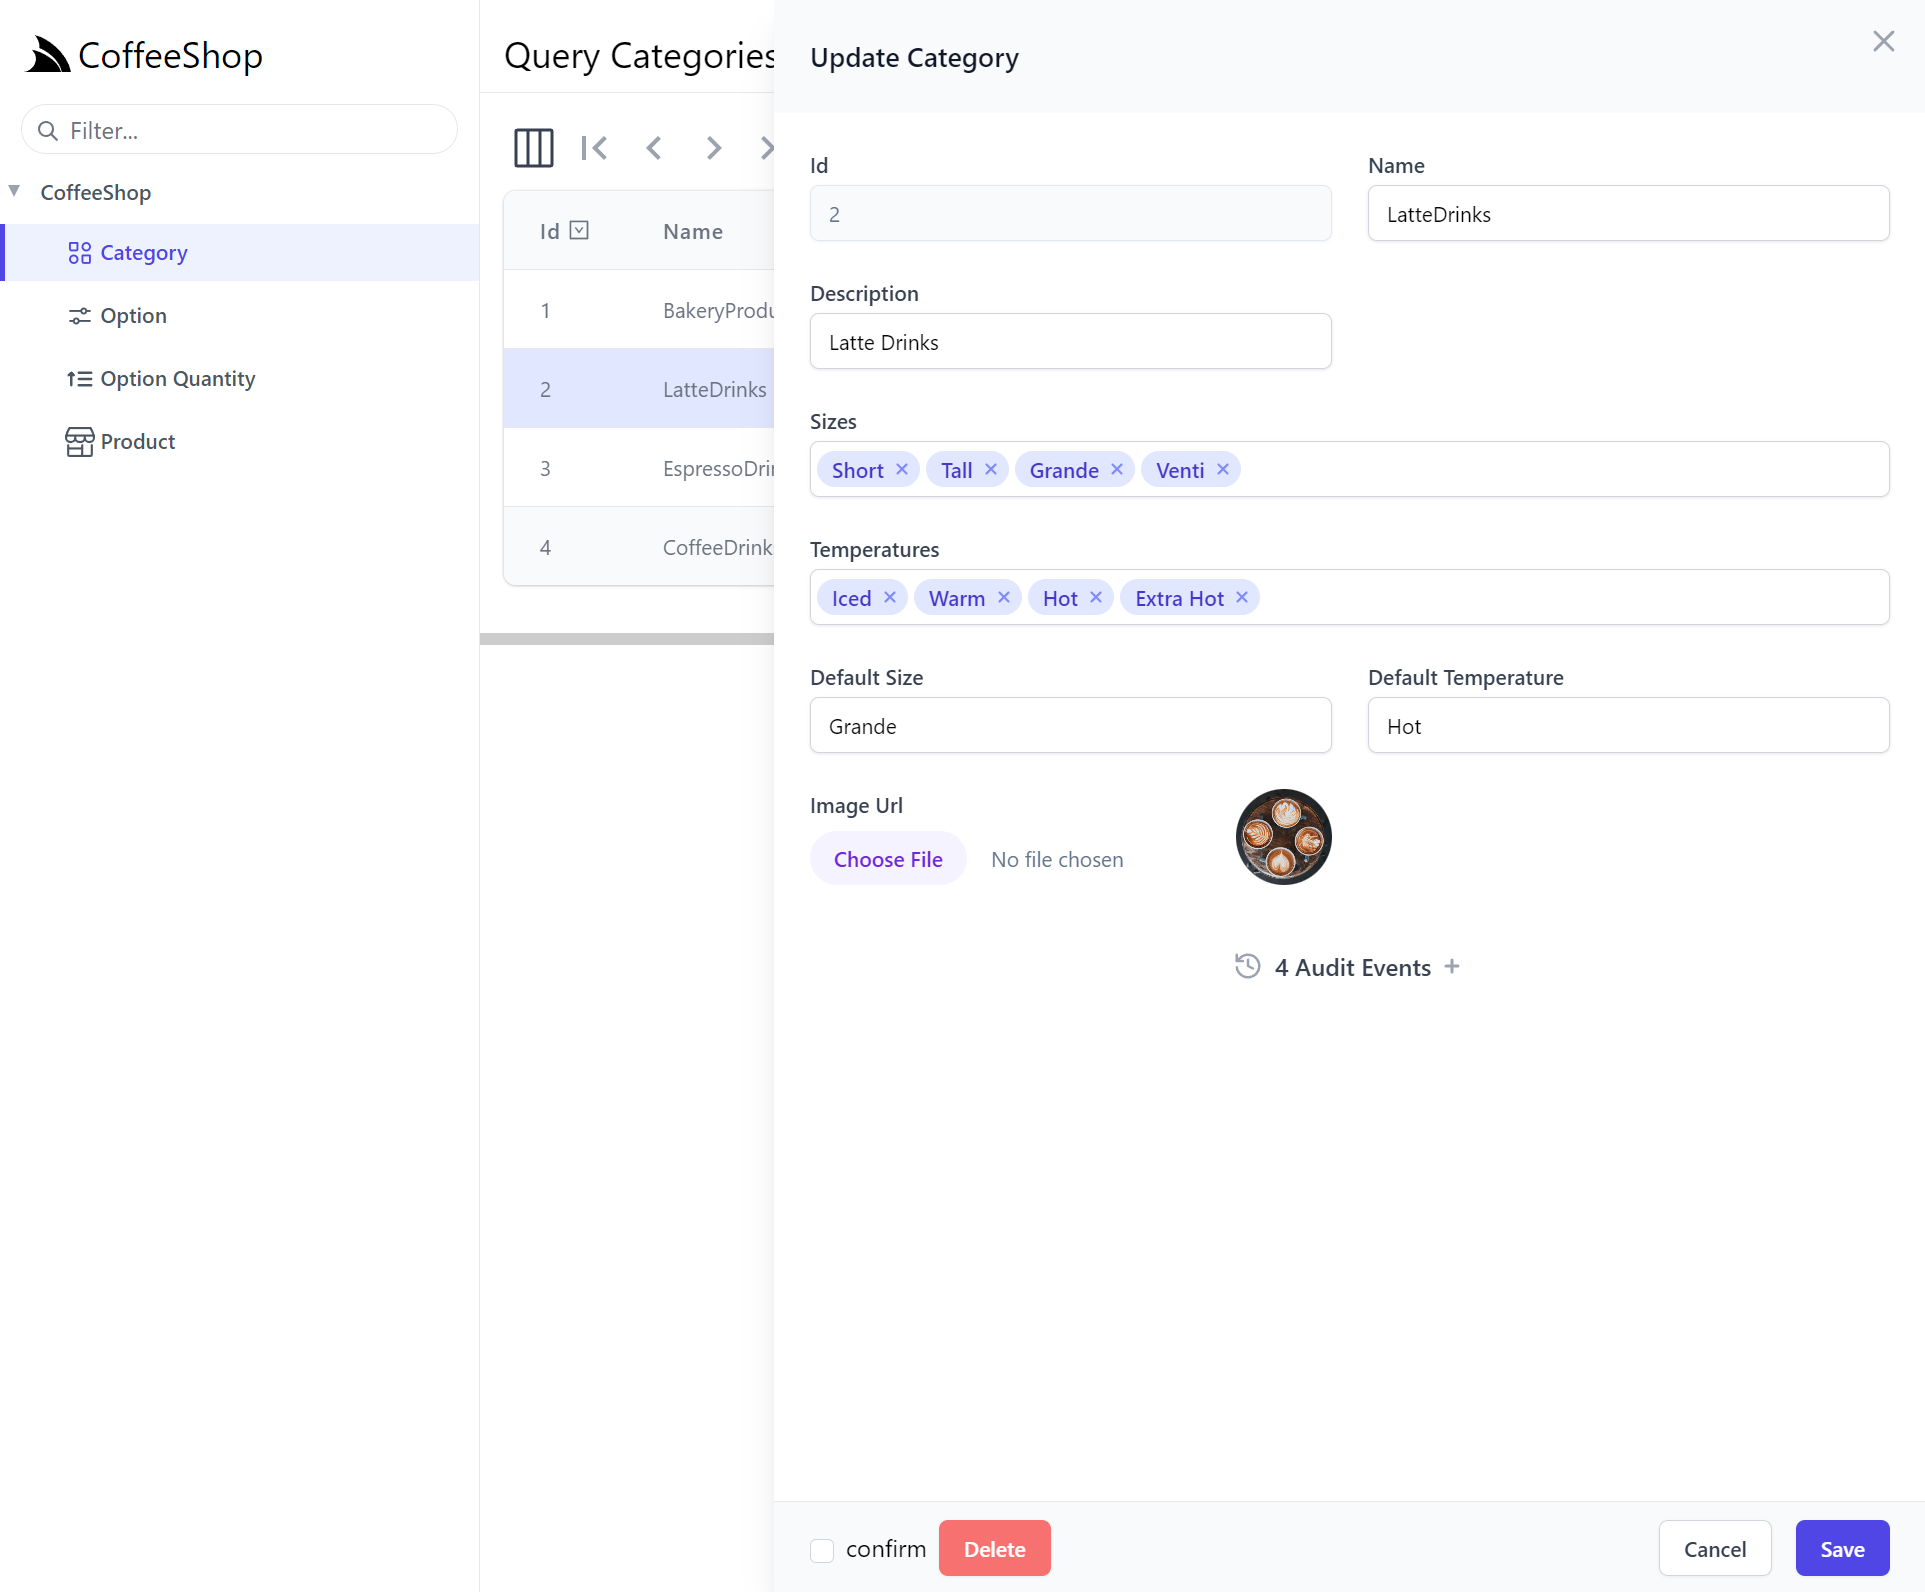 CoffeeShop
Filter...
CoffeeShop
Category
Option
Option Quantity
Product
Query Categories
Id Name
1 BakeryProdu
2 LatteDrinks
3 EspressoDrin
4 CoffeeDrinks
Update Category
Id
2
Name
LatteDrinks
Description
Latte Drinks
Sizes
Short Tall Grande Venti
Temperatures
Iced Warm Hot Extra Hot
Default Size
Grande
Default Temperature
Hot
Image Url
Choose File No file chosen
4 Audit Events
confirm Delete Cancel Save